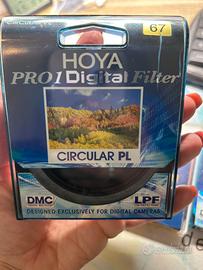 67
HOYA
PRO1 Digital Filter
CIRCULAR PL
DMC
LPF
DESIGNED EXCLUSIVELY FOR DIGITAL CAMERAS